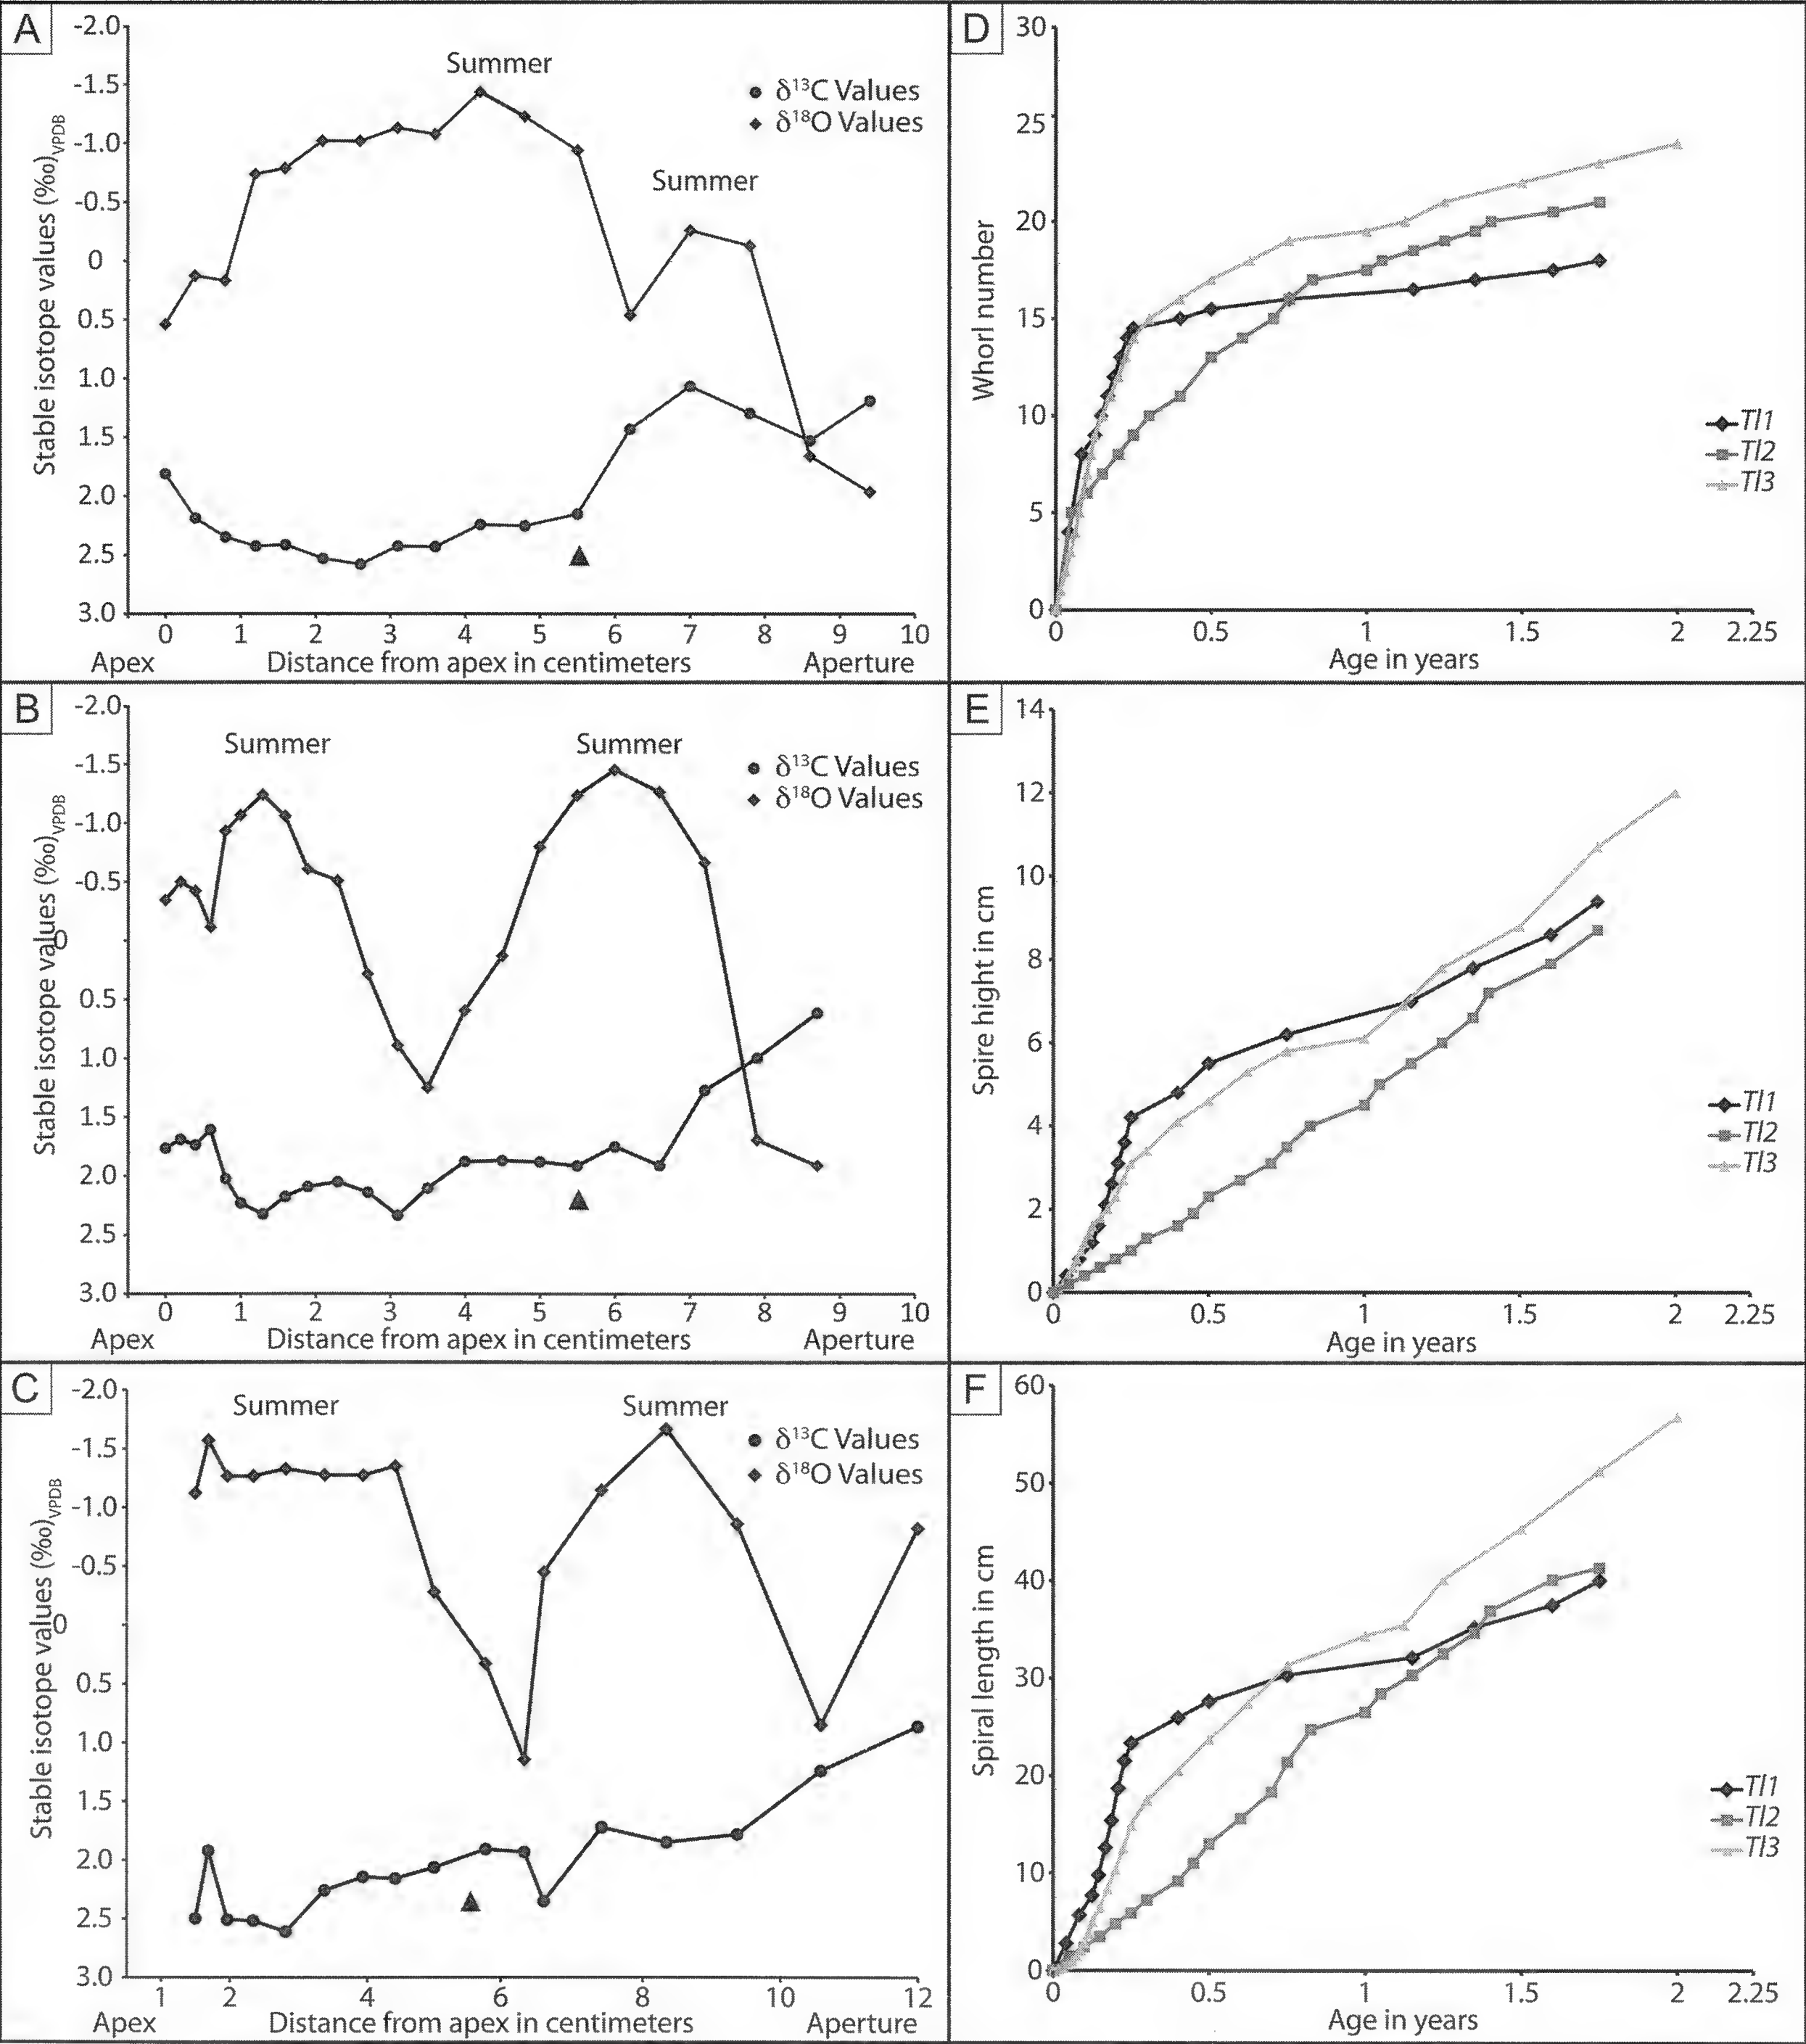 A
-2.0
-1.5
-1.0
-0.5
0
0.5
1.0
1.5
2.0
2.5
3.0
Stable isotope values (‰)VPDB
Summer
Summer
δ13C Values
δ18O Values
0 1 2 3 4 5 6 7 8 9 10
Apex Distance from apex in centimeters Aperture
B
-2.0
-1.5
-1.0
-0.5
0
0.5
1.0
1.5
2.0
2.5
3.0
Stable isotope values (‰)VPDB
Summer Summer
δ13C Values
δ18O Values
0 1 2 3 4 5 6 7 8 9 10
Apex Distance from apex in centimeters Aperture
C
-2.0
-1.5
-1.0
-0.5
0
0.5
1.0
1.5
2.0
2.5
3.0
Stable isotope values (‰)VPDB
Summer Summer
δ13C Values
δ18O Values
1 2 4 6 8 10 12
Apex Distance from apex in centimeters Aperture
D
30
25
20
15
10
5
0
Whorl number
Tl1
Tl2
Tl3
0 0.5 1 1.5 2 2.25
Age in years
E
14
12
10
8
6
4
2
0
Spire hight in cm
Tl1
Tl2
Tl3
0 0.5 1 1.5 2 2.25
Age in years
F
60
50
40
30
20
10
0
Spiral length in cm
Tl1
Tl2
Tl3
0 0.5 1 1.5 2 2.25
Age in years